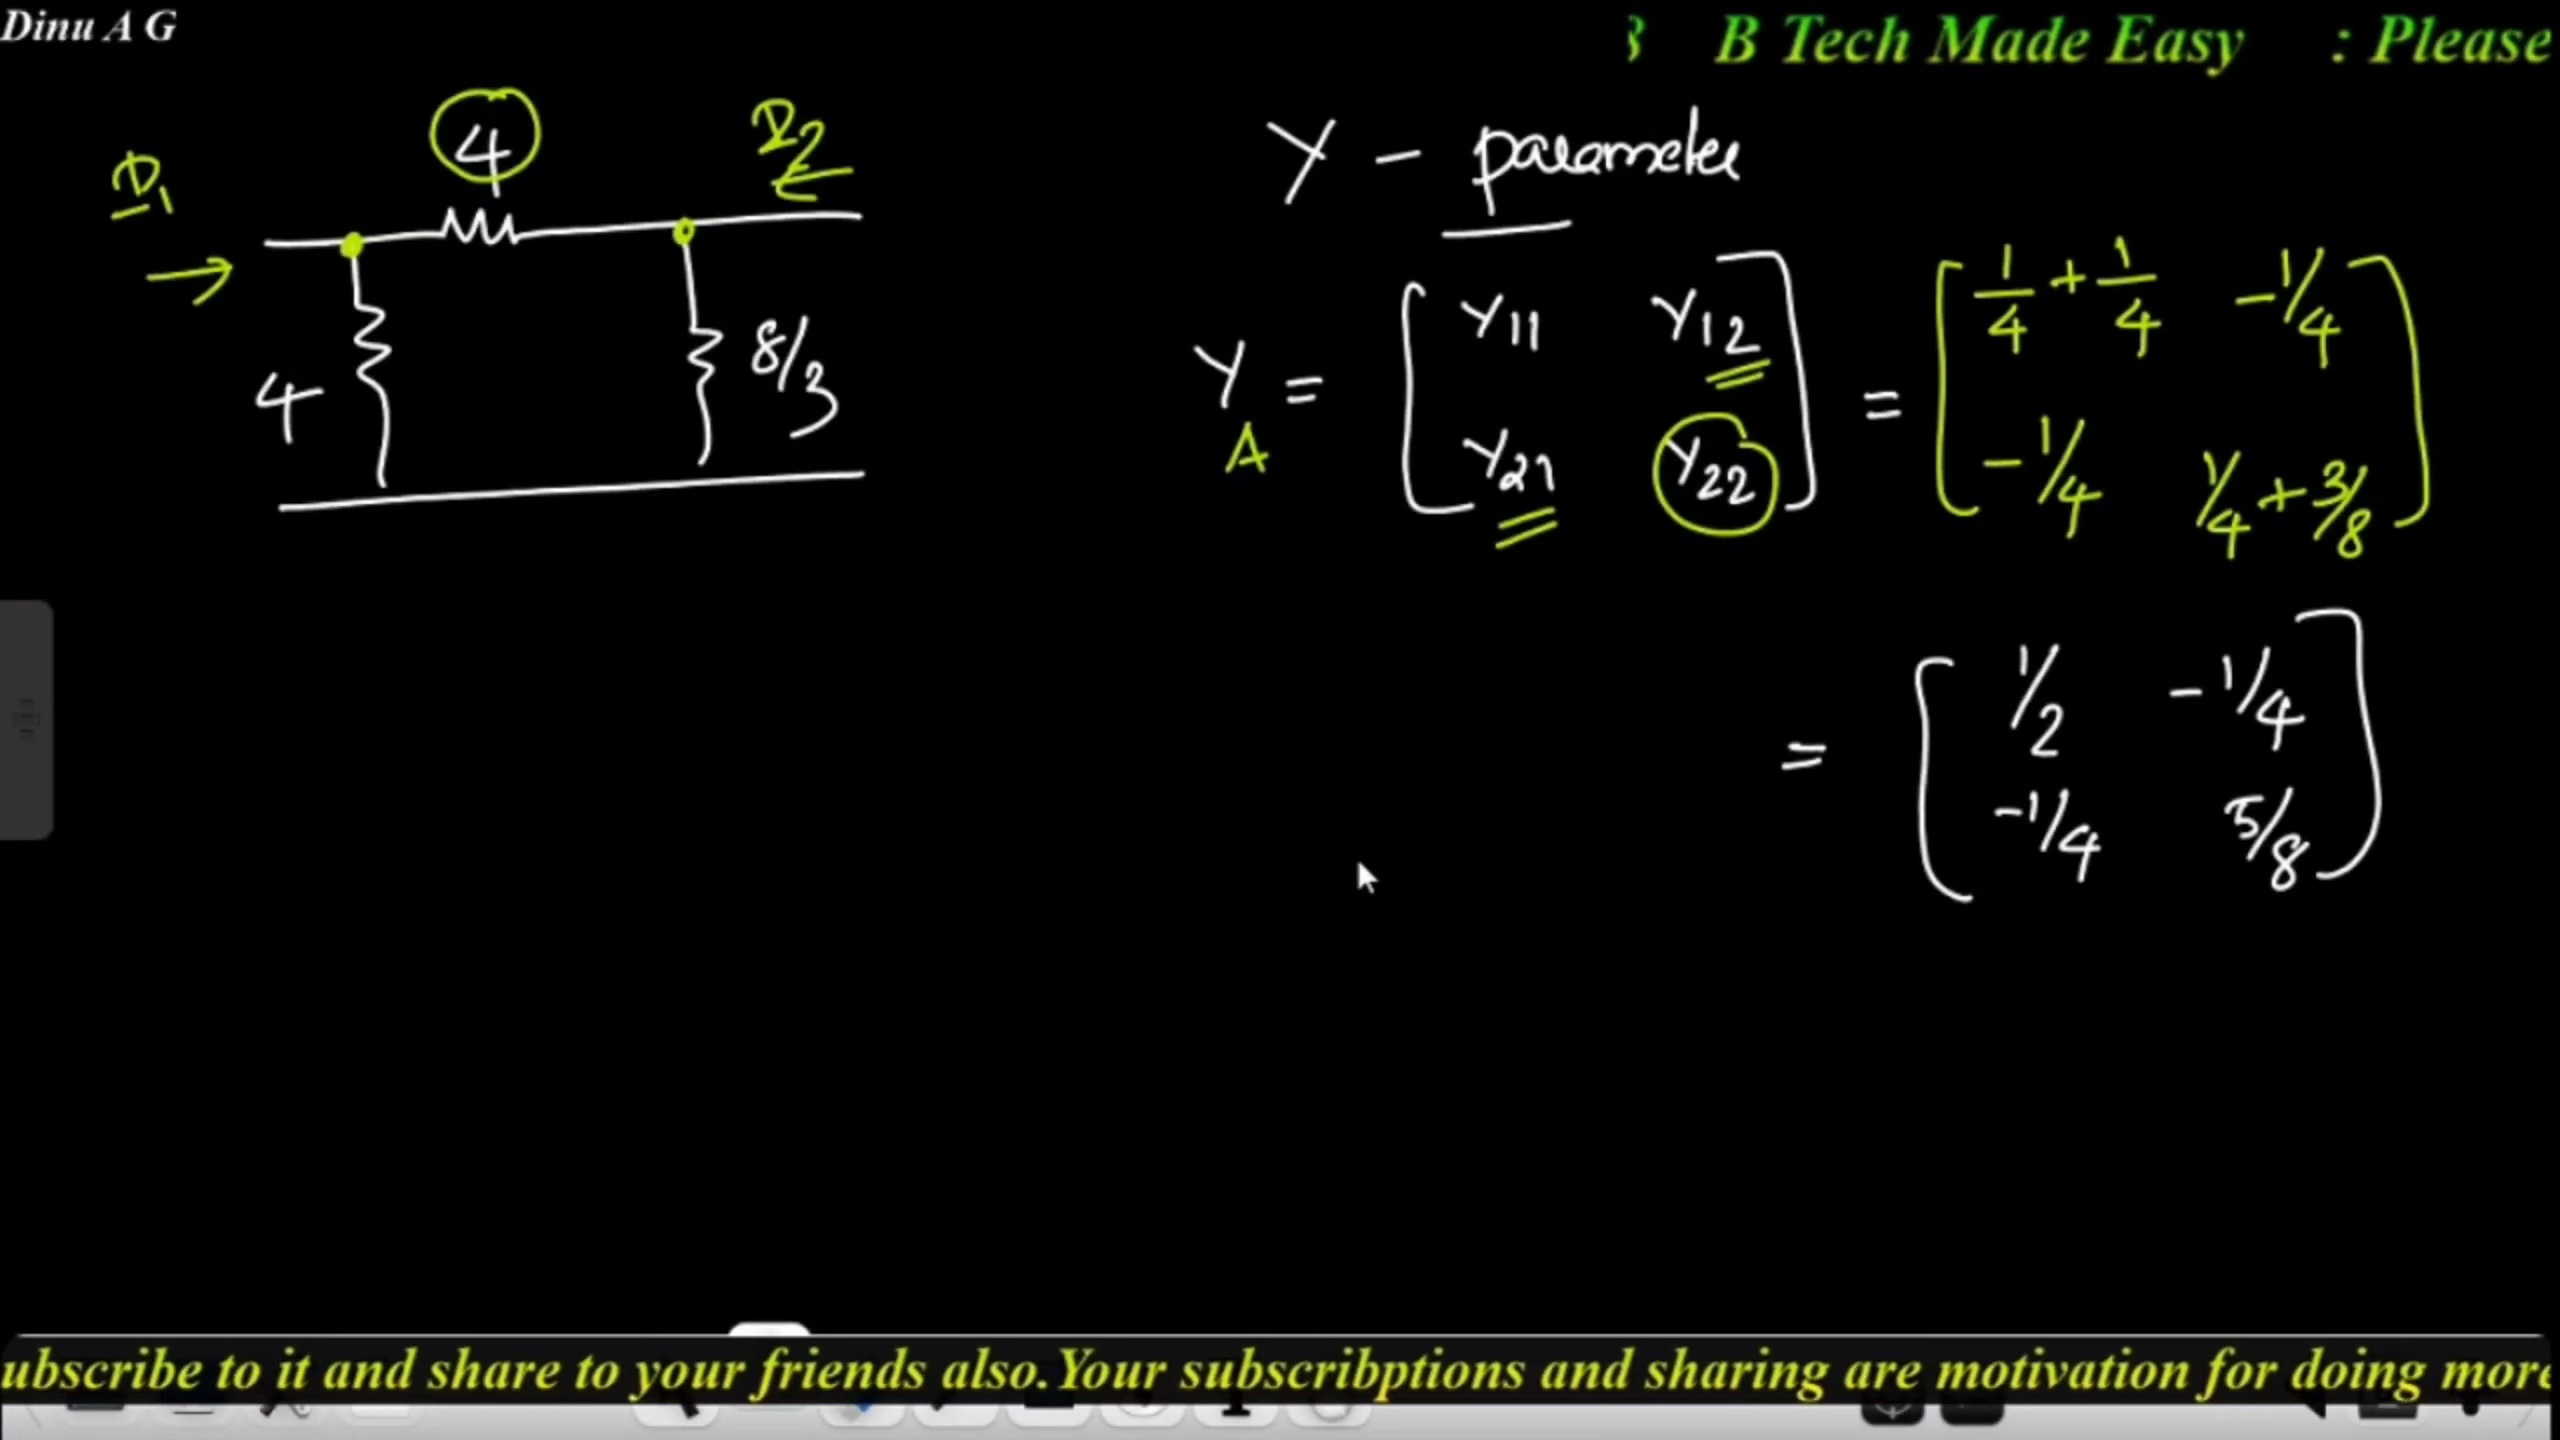 Dinu A G
B Tech Made Easy : Please
4
4
8/3
Y - parameter
Y = [ Y11 Y12 ] = [ 1/4 + 1/4 -1/4 ]
A [ Y21 Y22 ] [ -1/4 1/4 + 3/8 ]
= [ 1/2 -1/4 ]
[ -1/4 5/8 ]
ubscribe to it and share to your friends also. Your subscribptions and sharing are motivation for doing more